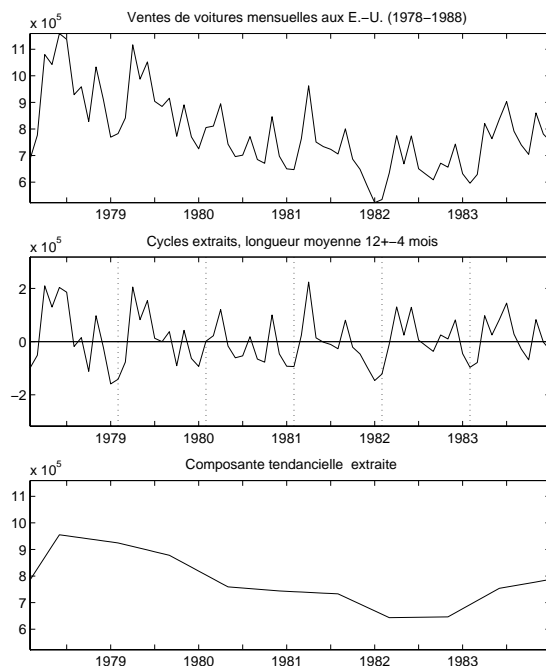 Ventes de voitures mensuelles aux E.−U. (1978−1988)
x 10^5
11
10
9
8
7
6
1979 1980 1981 1982 1983
Cycles extraits, longueur moyenne 12+−4 mois
x 10^5
2
0
−2
1979 1980 1981 1982 1983
Composante tendancielle extraite
x 10^5
11
10
9
8
7
6
1979 1980 1981 1982 1983